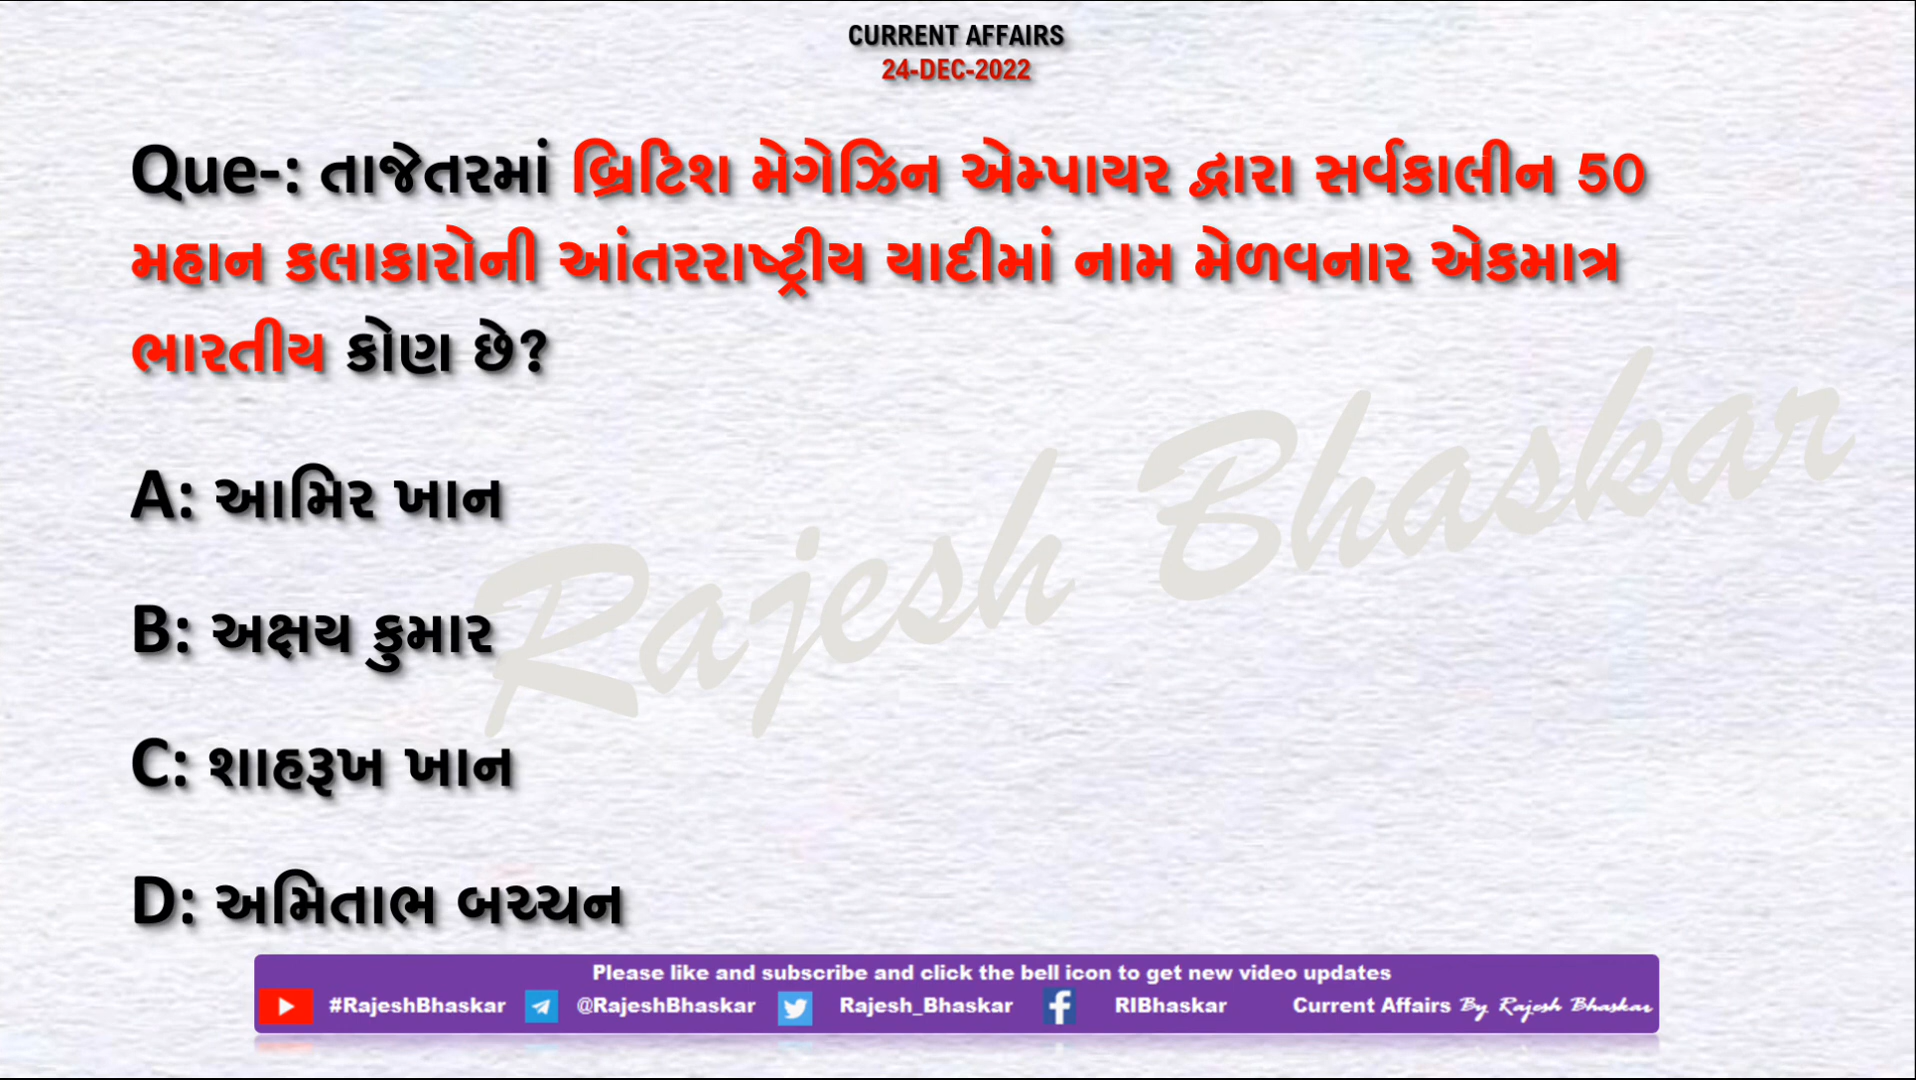 CURRENT AFFAIRS
24-DEC-2022
Que-: તાજેતરમાં બ્રિટિશ મેગેઝિન એમ્પાયર દ્વારા સર્વકાલીન 50
મહાન કલાકારોની આંતરરાષ્ટ્રીય યાદીમાં નામ મેળવનાર એકમાત્ર
ભારતીય કોણ છે?
A: આમિર ખાન
B: અક્ષય કુમાર
C: શાહરૂખ ખાન
D: અમિતાભ બચ્ચન
Rajesh Bhaskar
Please like and subscribe and click the bell icon to get new video updates
#RajeshBhaskar @RajeshBhaskar Rajesh_Bhaskar RIBhaskar Current Affairs By Rajesh Bhaskar